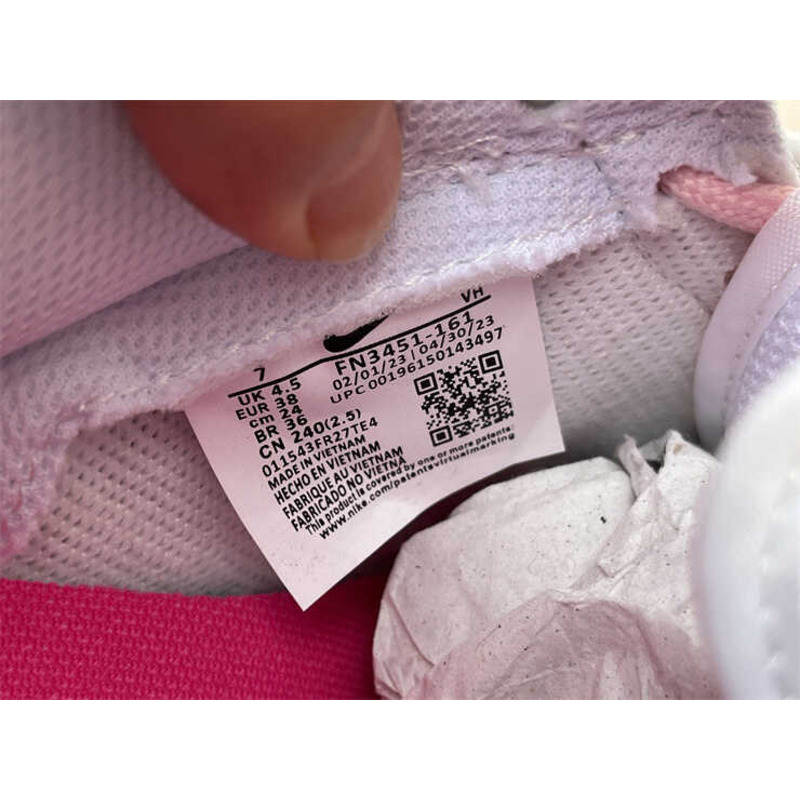 VH
7
FN3451-161
UK 4.5
02/01/23 | 04/30/23
EUR 38
UPC 00196150143497
cm 24
BR 36
CN 240(2.5)
011543FR27TE4
MADE IN VIETNAM
HECHO EN VIETNAM
FABRIQUE AU VIETNAM
FABRICADO NO VIETNA
This product is covered by one or more patents:
www.nike.com/patentsvirtualmarking